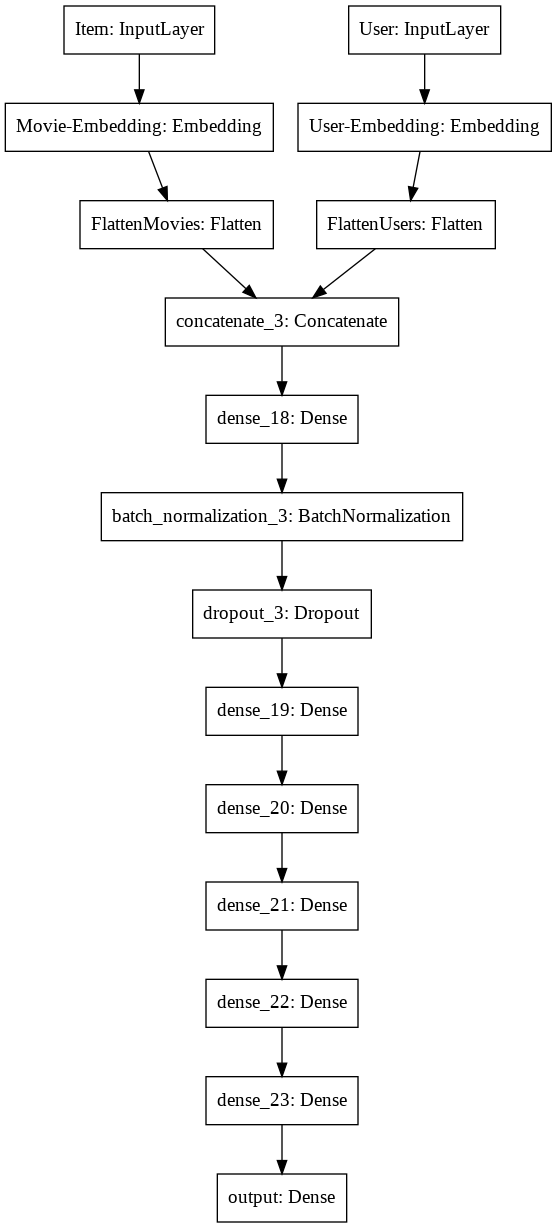 Item: InputLayer
User: InputLayer
Movie-Embedding: Embedding
User-Embedding: Embedding
FlattenMovies: Flatten
FlattenUsers: Flatten
concatenate_3: Concatenate
dense_18: Dense
batch_normalization_3: BatchNormalization
dropout_3: Dropout
dense_19: Dense
dense_20: Dense
dense_21: Dense
dense_22: Dense
dense_23: Dense
output: Dense